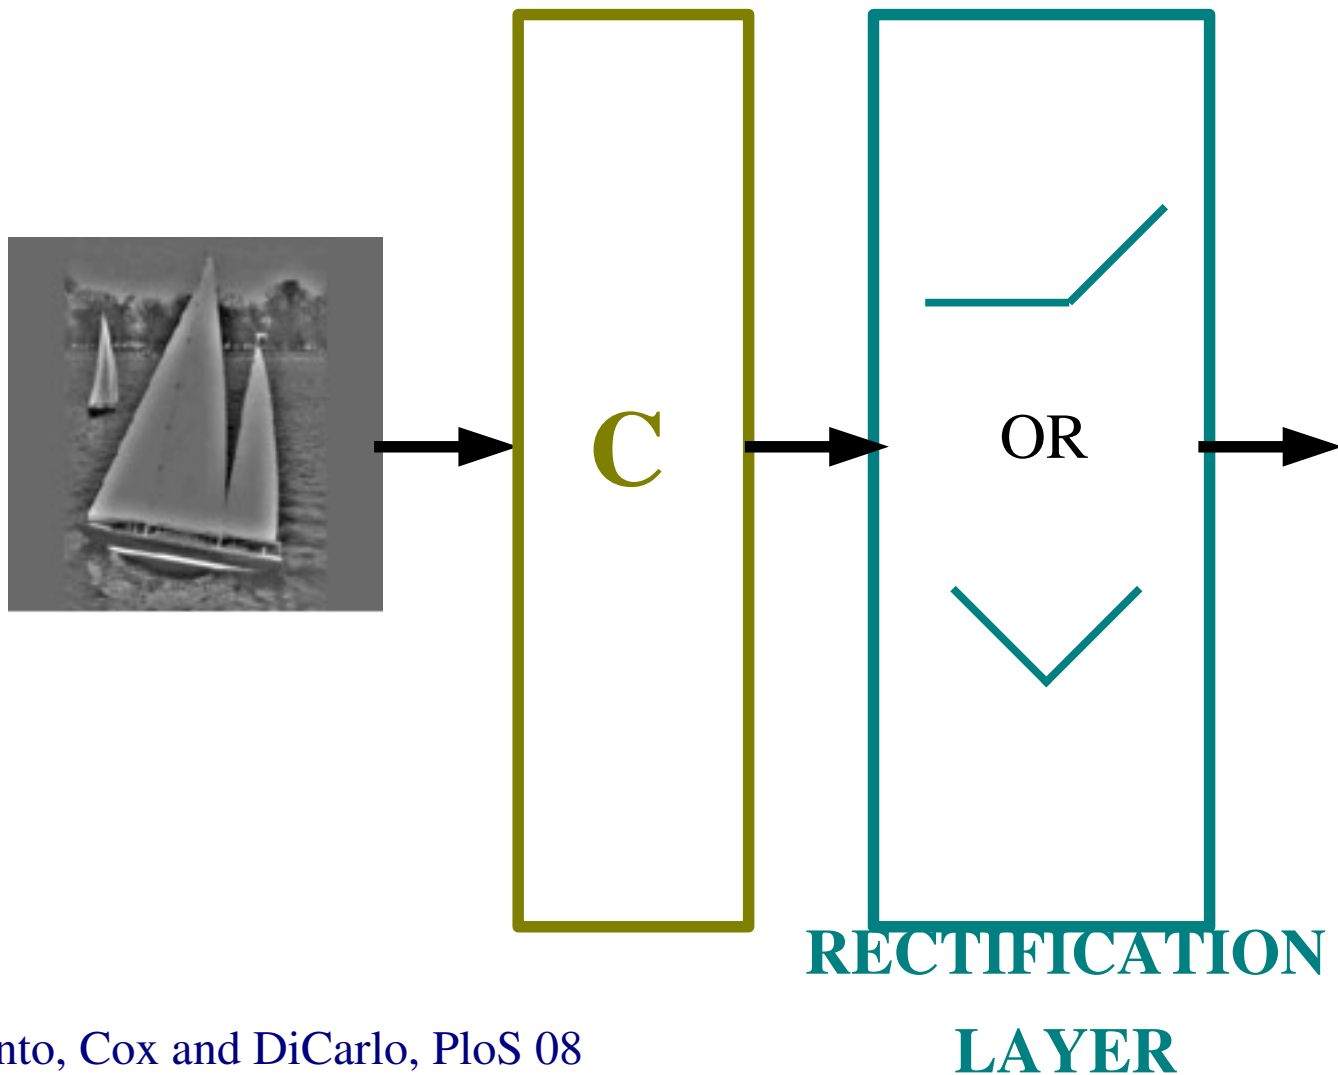 C
OR
RECTIFICATION
LAYER
nto, Cox and DiCarlo, PloS 08